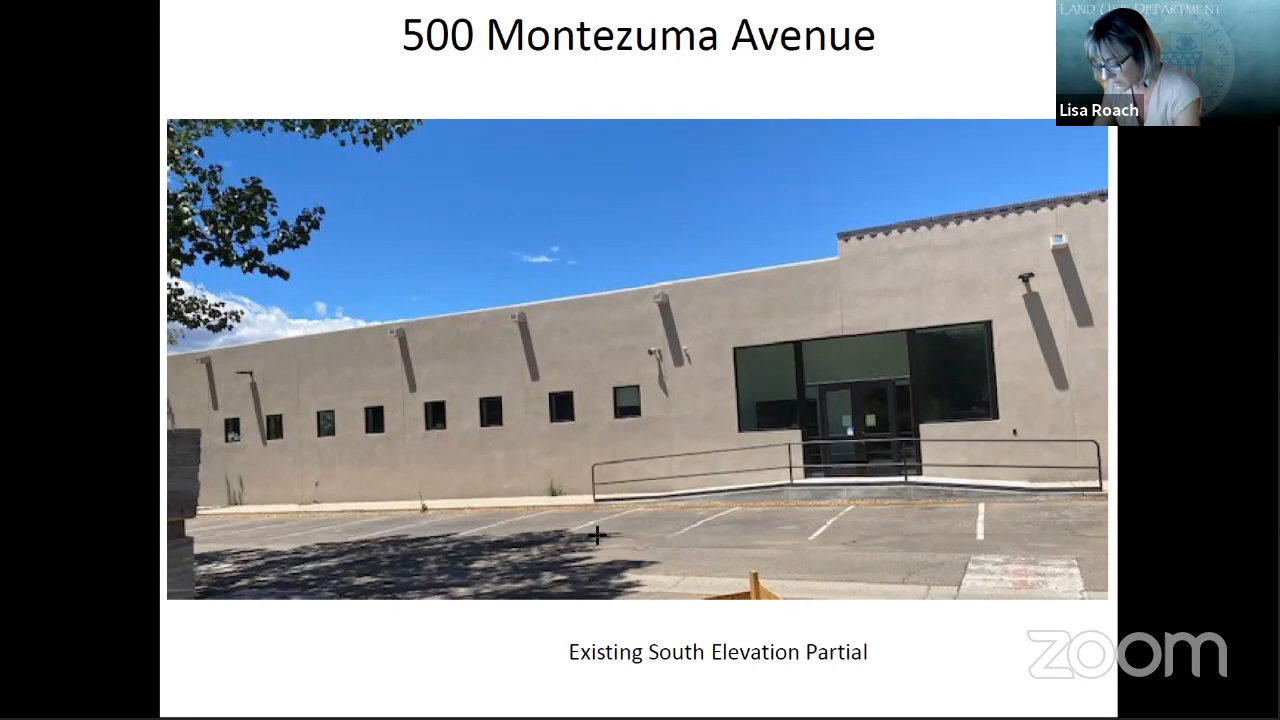 500 Montezuma Avenue
LAND USE DEPARTMENT
Lisa Roach
Existing South Elevation Partial
zoom